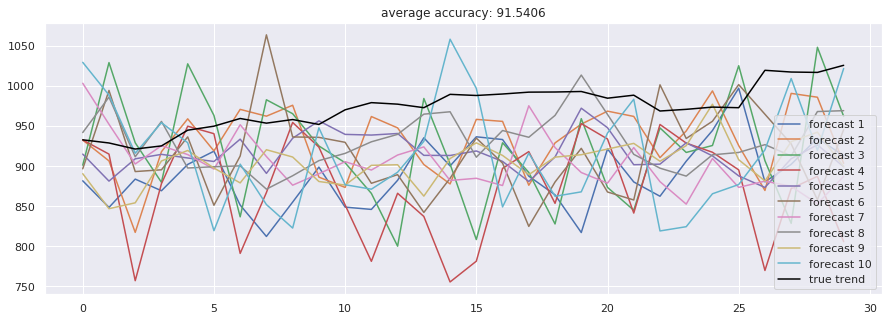 average accuracy: 91.5406
1050
1000
950
900
850
800
750
forecast 1
forecast 2
forecast 3
forecast 4
forecast 5
forecast 6
forecast 7
forecast 8
forecast 9
forecast 10
true trend
0 5 10 15 20 25 30